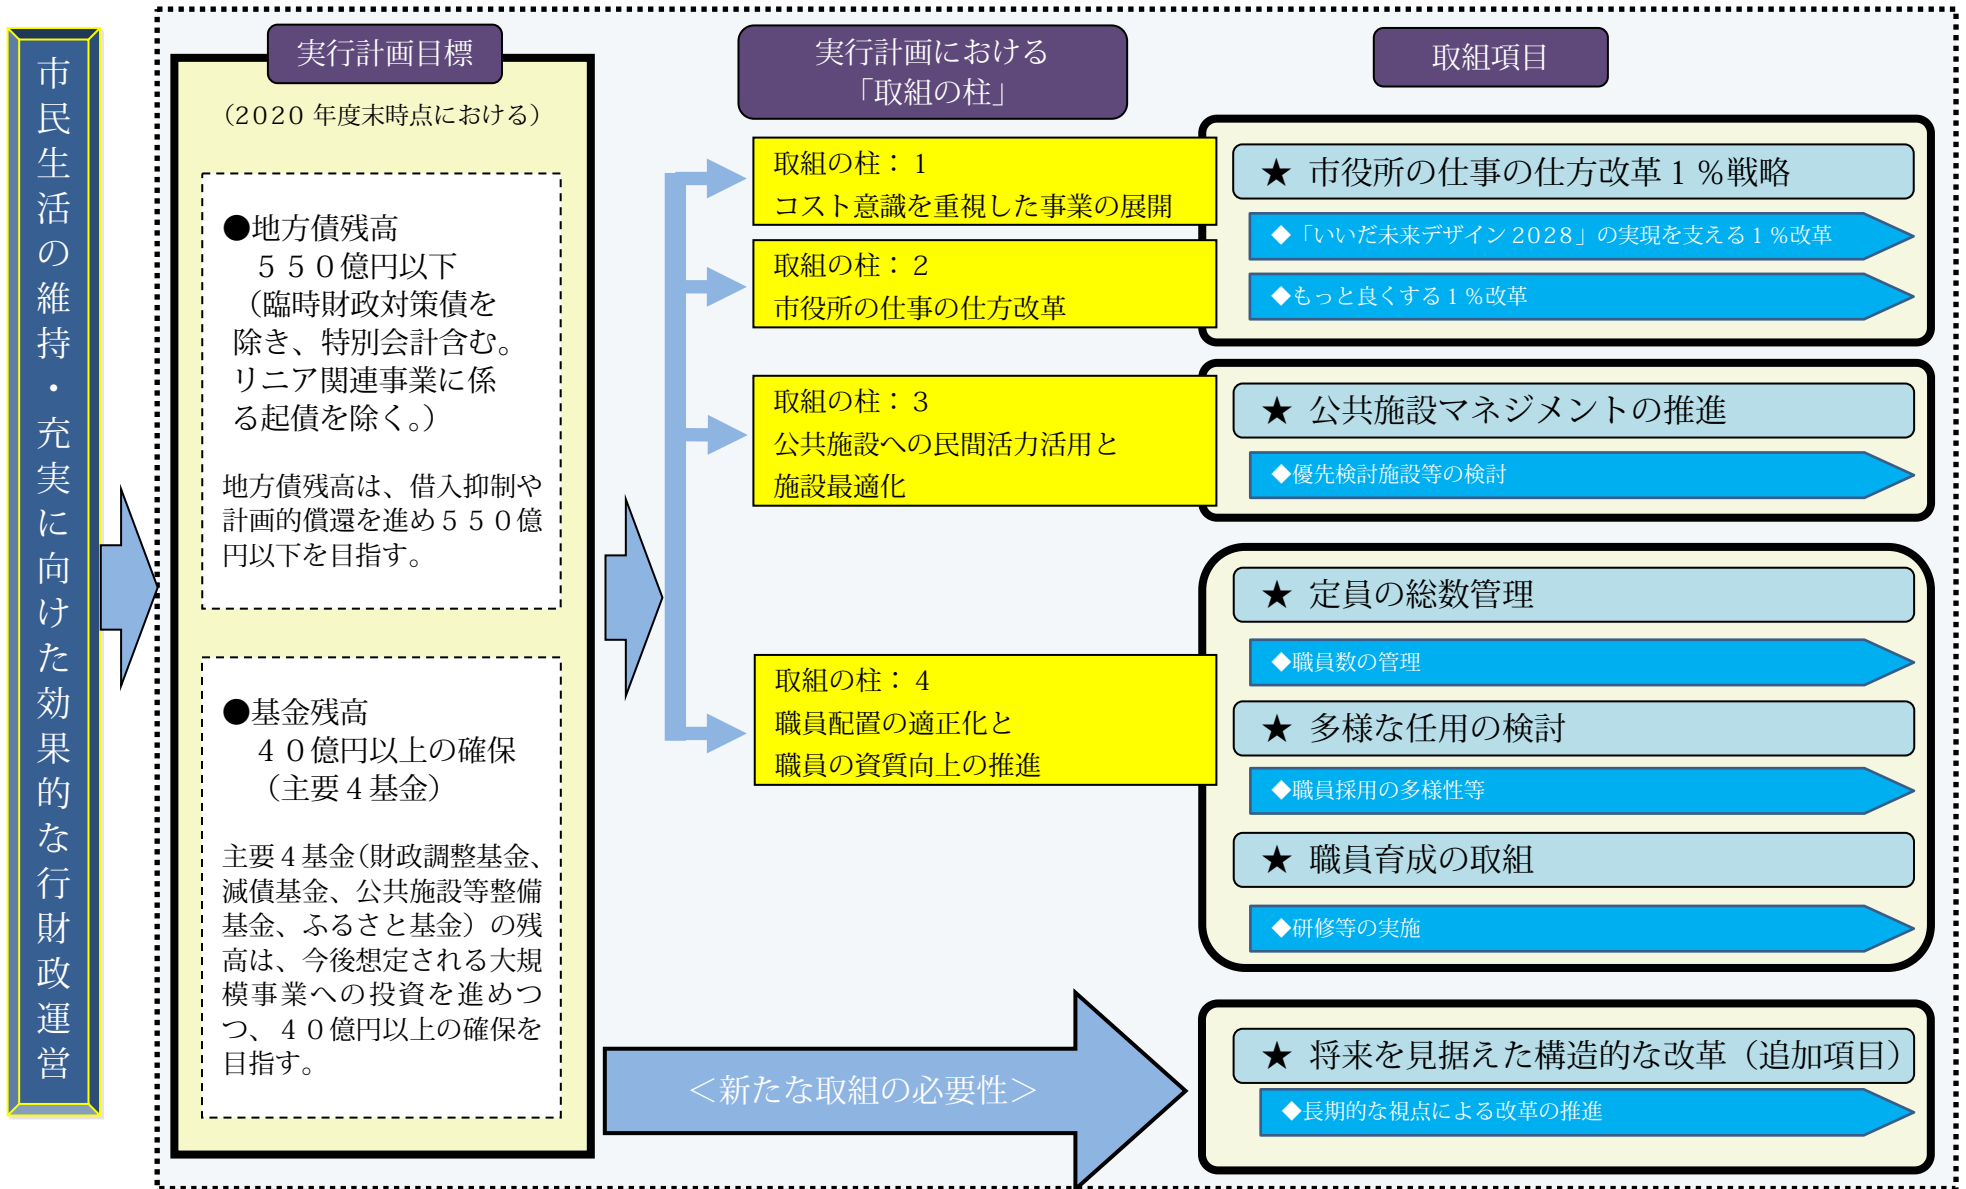 市民生活の維持・充実に向けた効果的な行財政運営
実行計画目標
（2020 年度末時点における）
●地方債残高
５５０億円以下
（臨時財政対策債を
除き、特別会計含む。
リニア関連事業に係
る起債を除く。）
地方債残高は、借入抑制や
計画的償還を進め５５０億
円以下を目指す。
●基金残高
４０億円以上の確保
（主要４基金）
主要４基金（財政調整基金、
減債基金、公共施設等整備
基金、ふるさと基金）の残
高は、今後想定される大規
模事業への投資を進めつ
つ、４０億円以上の確保を
目指す。
実行計画における
「取組の柱」
取組の柱：１
コスト意識を重視した事業の展開
取組の柱：２
市役所の仕事の仕方改革
取組の柱：３
公共施設への民間活力活用と
施設最適化
取組の柱：４
職員配置の適正化と
職員の資質向上の推進
＜新たな取組の必要性＞
取組項目
★ 市役所の仕事の仕方改革１％戦略
◆「いいだ未来デザイン2028」の実現を支える１％改革
◆もっと良くする１％改革
★ 公共施設マネジメントの推進
◆優先検討施設等の検討
★ 定員の総数管理
◆職員数の管理
★ 多様な任用の検討
◆職員採用の多様性等
★ 職員育成の取組
◆研修等の実施
★ 将来を見据えた構造的な改革（追加項目）
◆長期的な視点による改革の推進